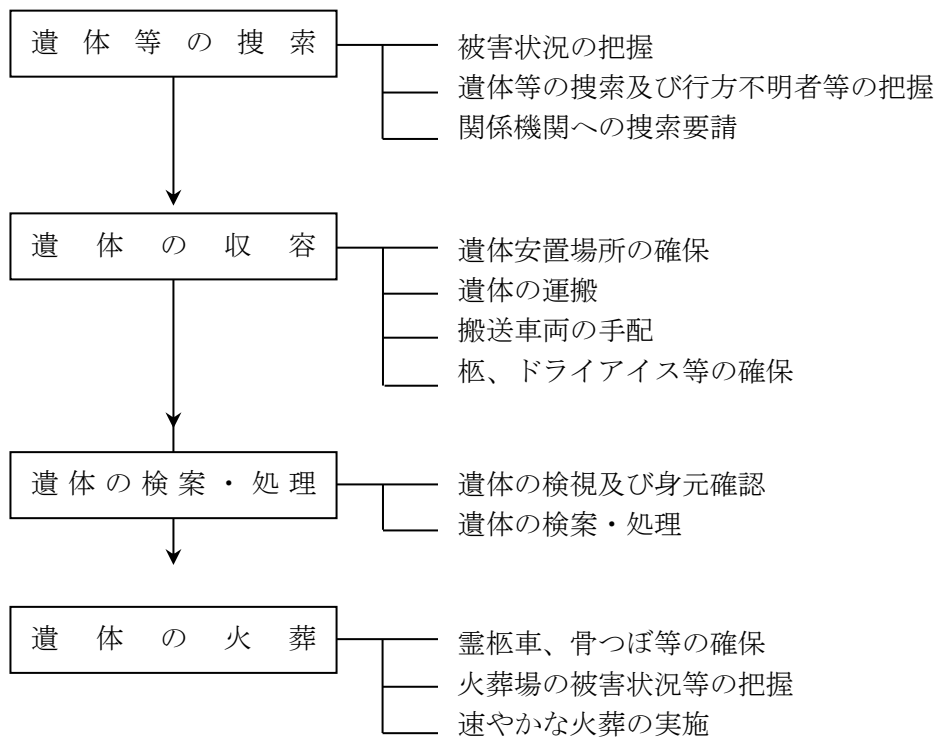 遺体等の捜索
被害状況の把握
遺体等の捜索及び行方不明者等の把握
関係機関への捜索要請
遺体の収容
遺体安置場所の確保
遺体の運搬
搬送車両の手配
柩、ドライアイス等の確保
遺体の検案・処理
遺体の検視及び身元確認
遺体の検案・処理
遺体の火葬
霊柩車、骨つぼ等の確保
火葬場の被害状況等の把握
速やかな火葬の実施